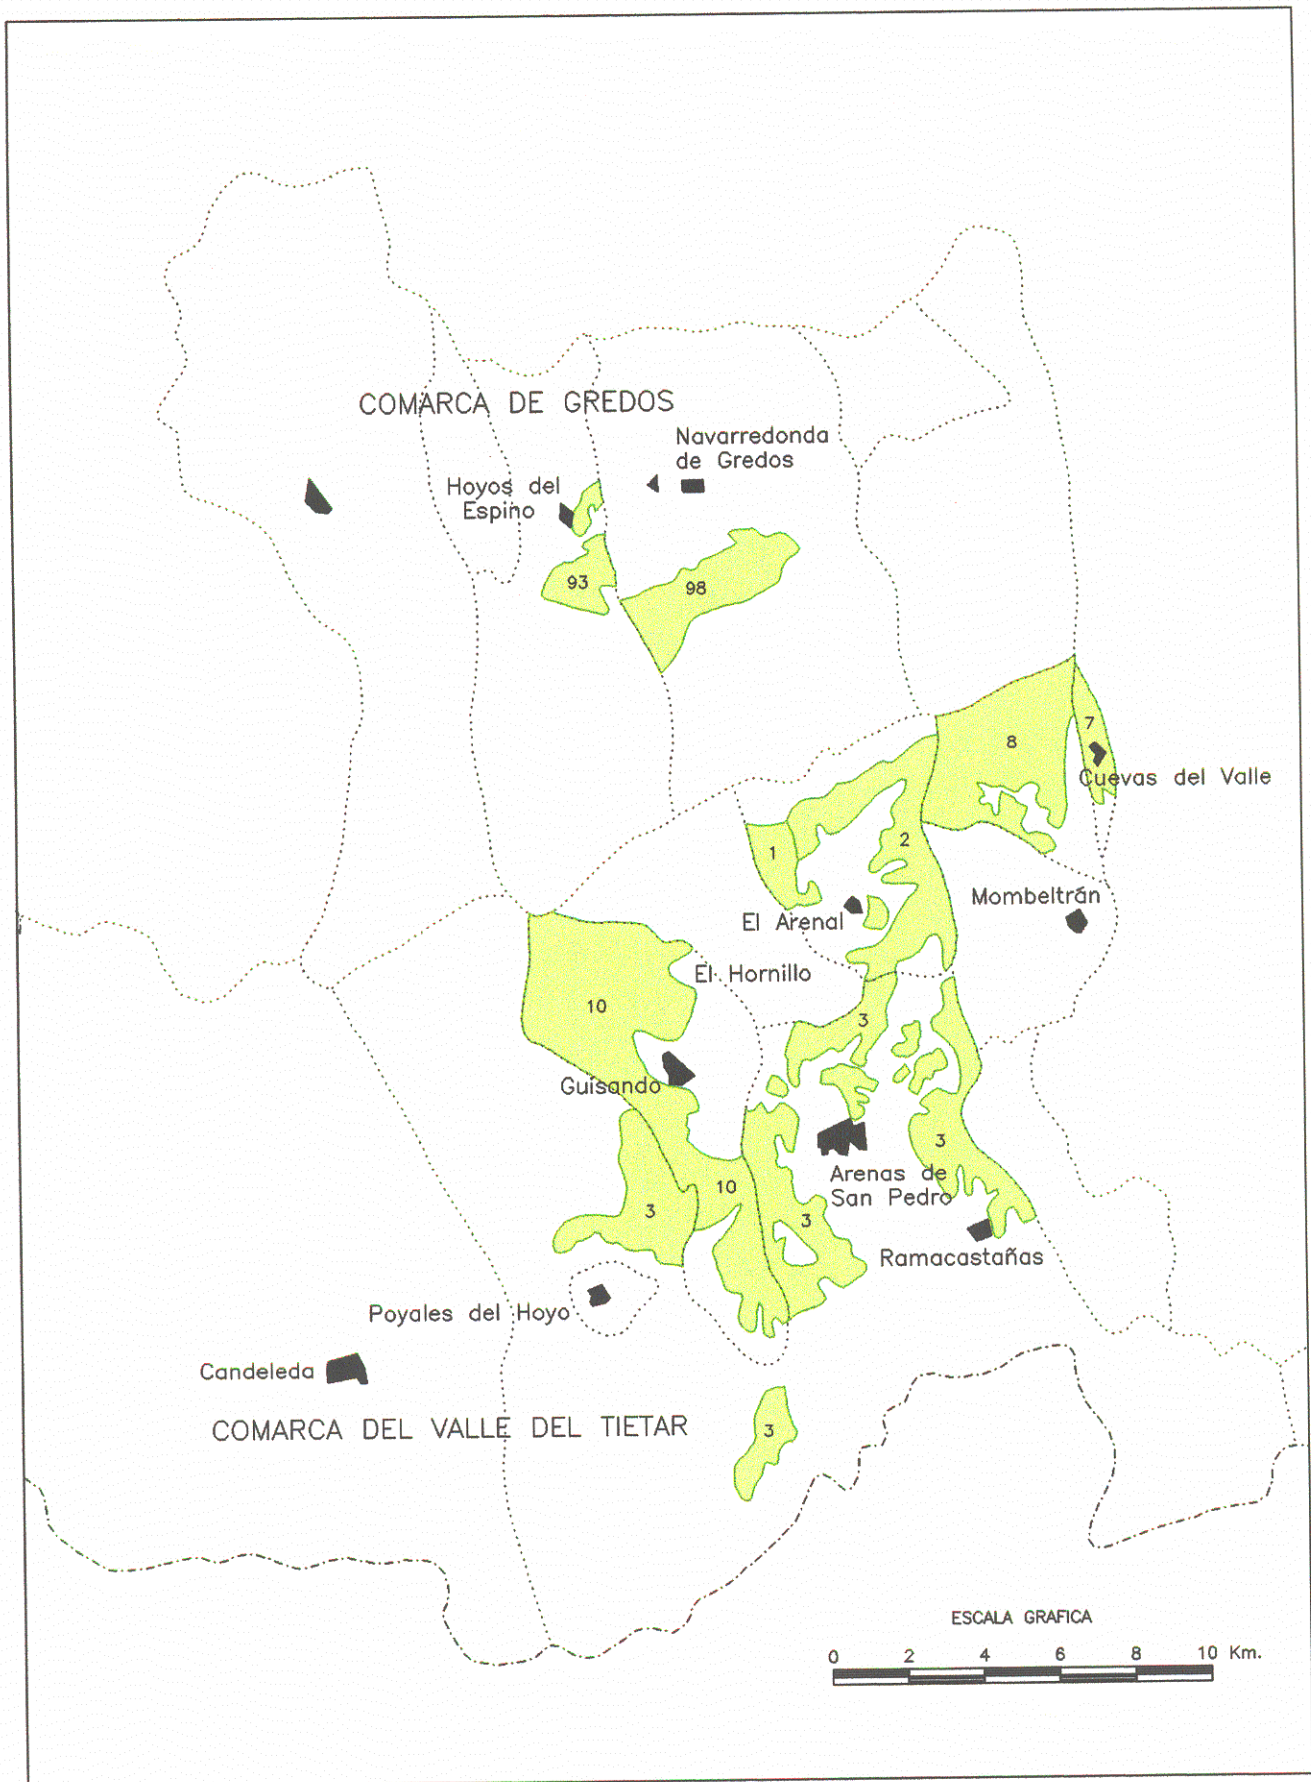 COMARCA DE GREDOS
Navarredonda
de Gredos
Hoyos del
Espino
93
98
8
7
Cuevas del Valle
1
2
El Arenal
Mombeltrán
El Hornillo
10
3
Guisando
3
10
3
3
Arenas de
San Pedro
Ramacastañas
Poyales del Hoyo
Candeleda
COMARCA DEL VALLE DEL TIETAR
3
ESCALA GRAFICA
0 2 4 6 8 10 Km.